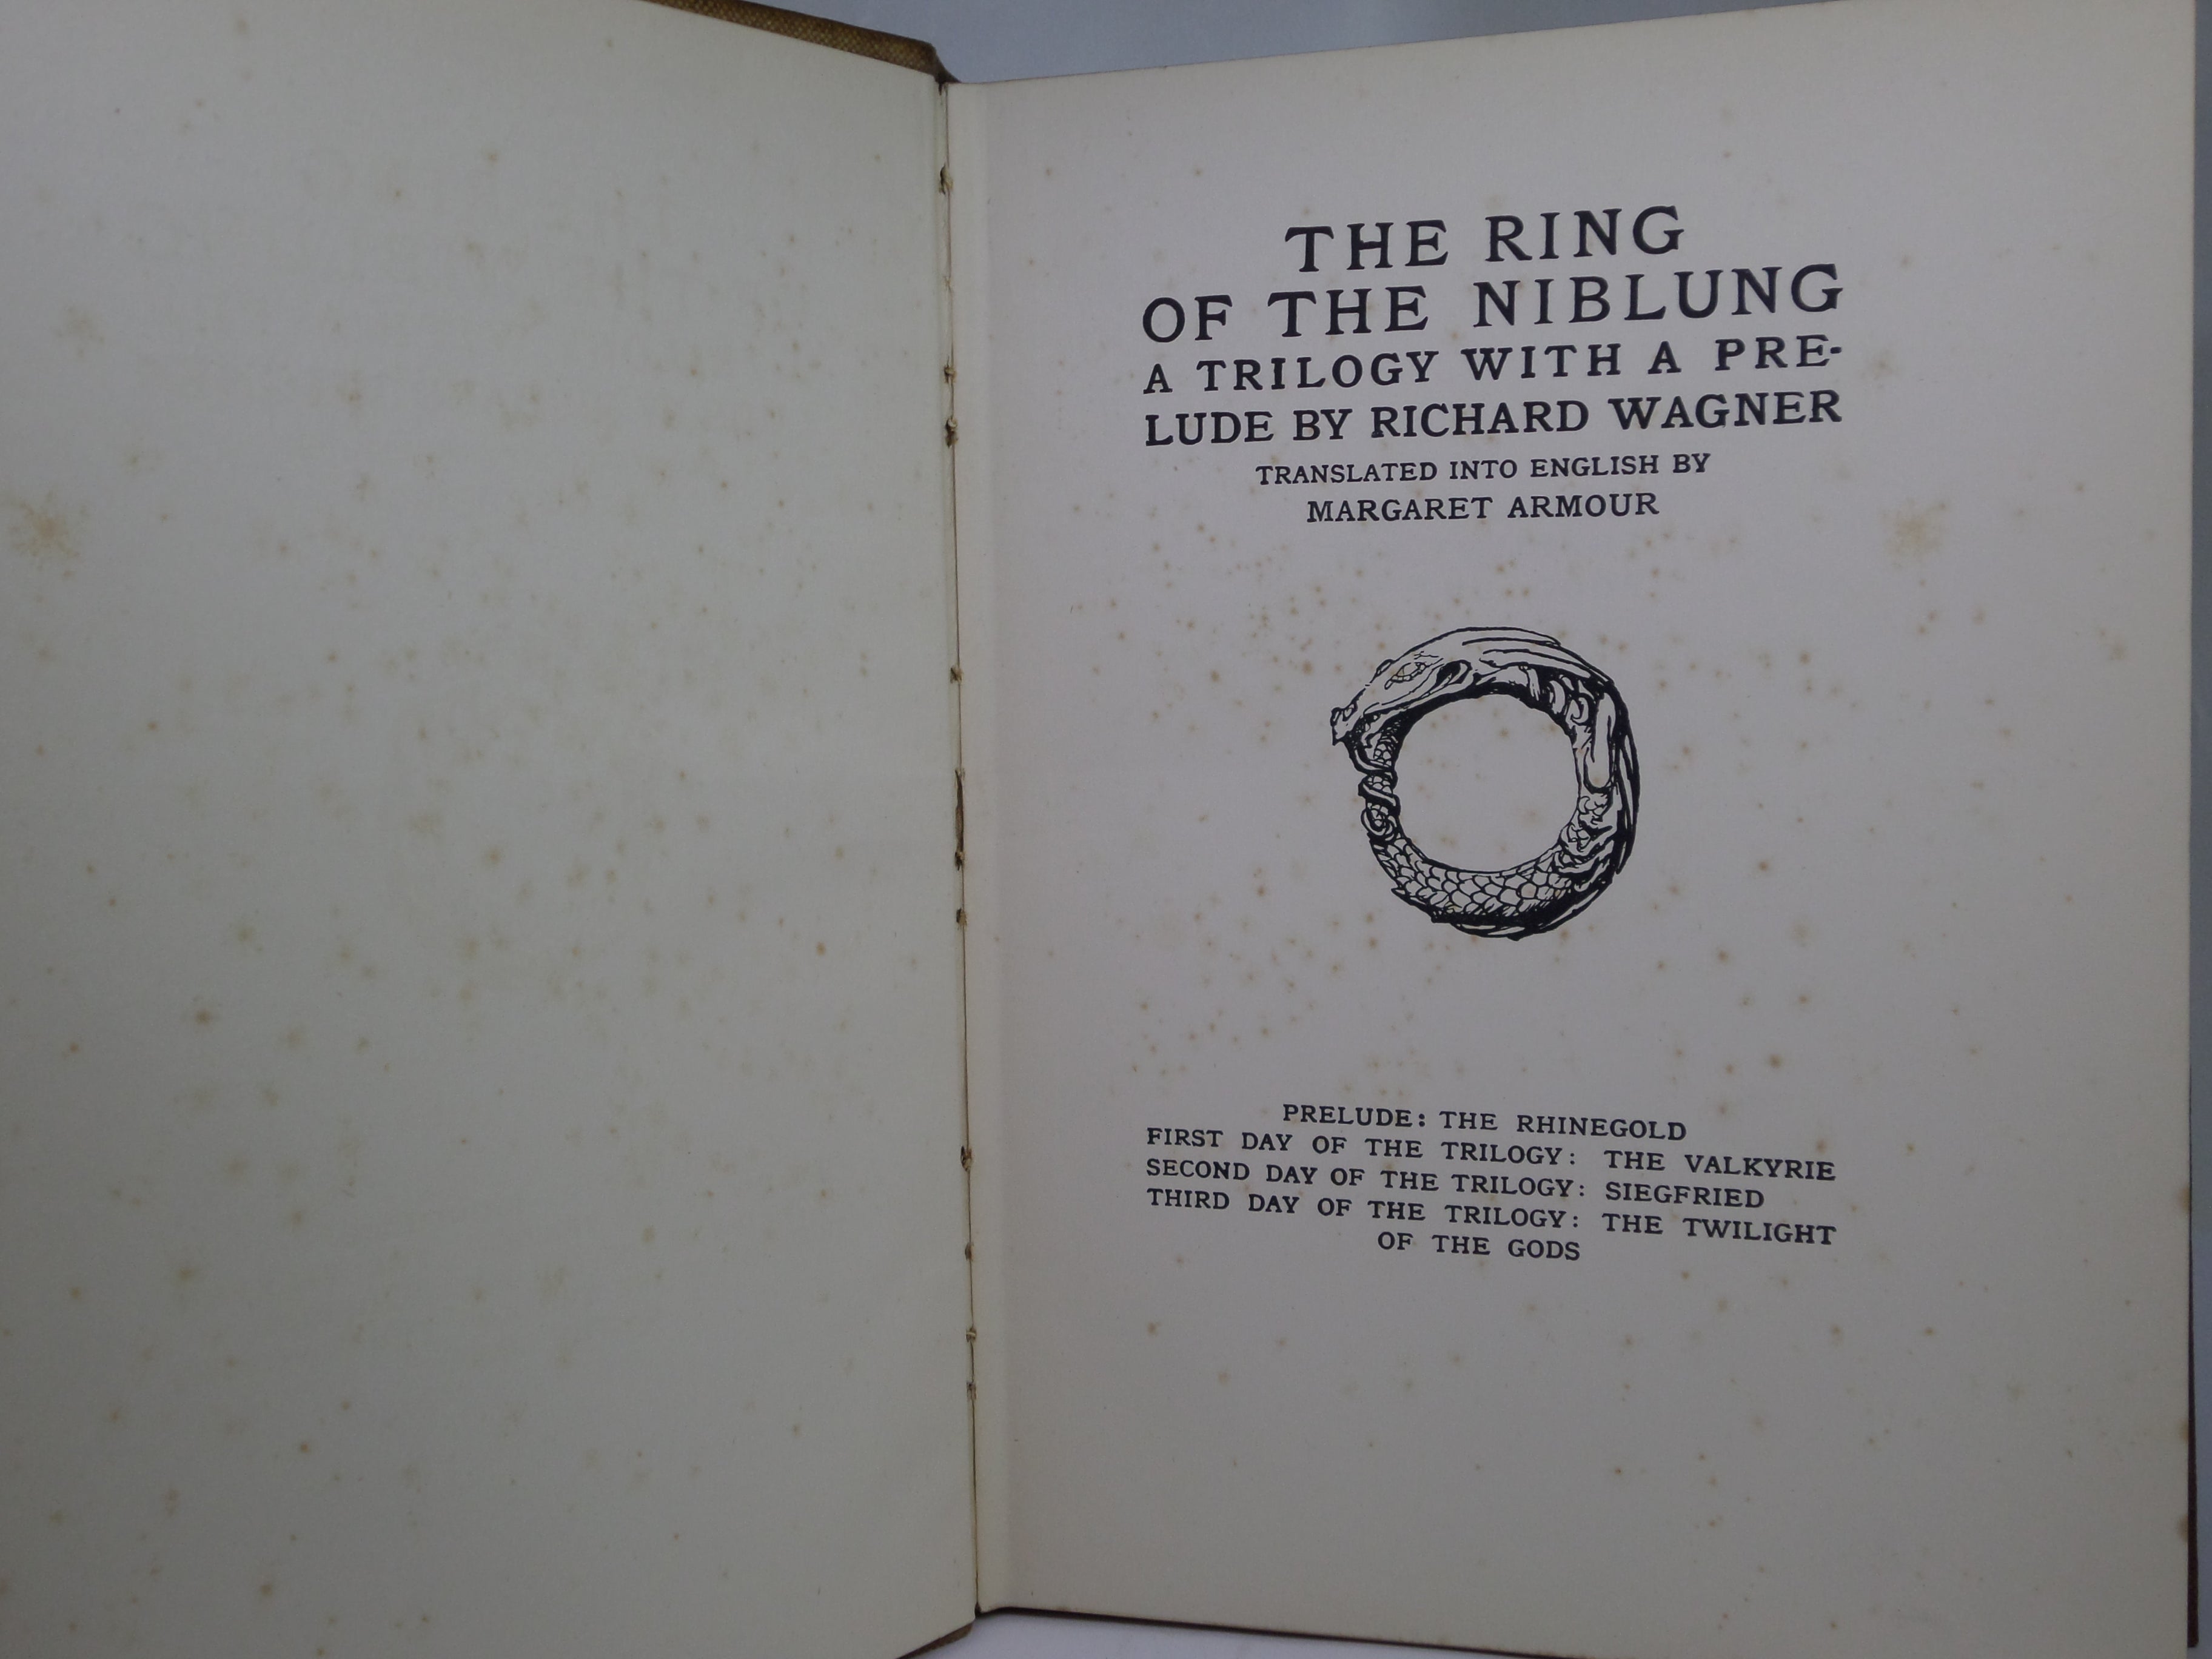 THE RING
OF THE NIBLUNG
A TRILOGY WITH A PRE-
LUDE BY RICHARD WAGNER
TRANSLATED INTO ENGLISH BY
MARGARET ARMOUR
PRELUDE: THE RHINEGOLD
FIRST DAY OF THE TRILOGY: THE VALKYRIE
SECOND DAY OF THE TRILOGY: SIEGFRIED
THIRD DAY OF THE TRILOGY: THE TWILIGHT
OF THE GODS